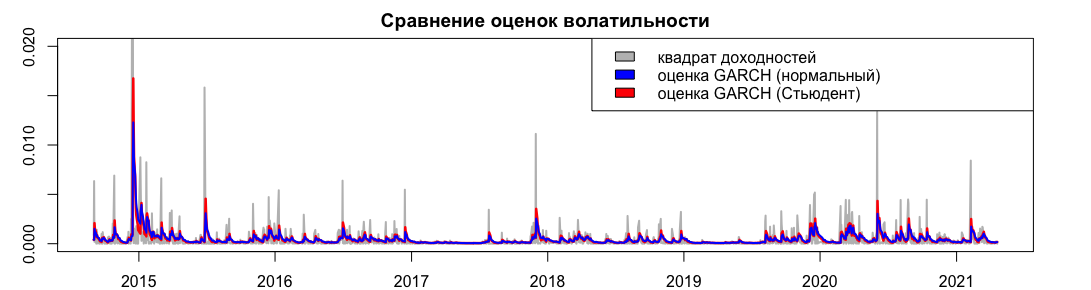 Сравнение оценок волатильности
0.020
0.010
0.000
квадрат доходностей
оценка GARCH (нормальный)
оценка GARCH (Стьюдент)
2015 2016 2017 2018 2019 2020 2021